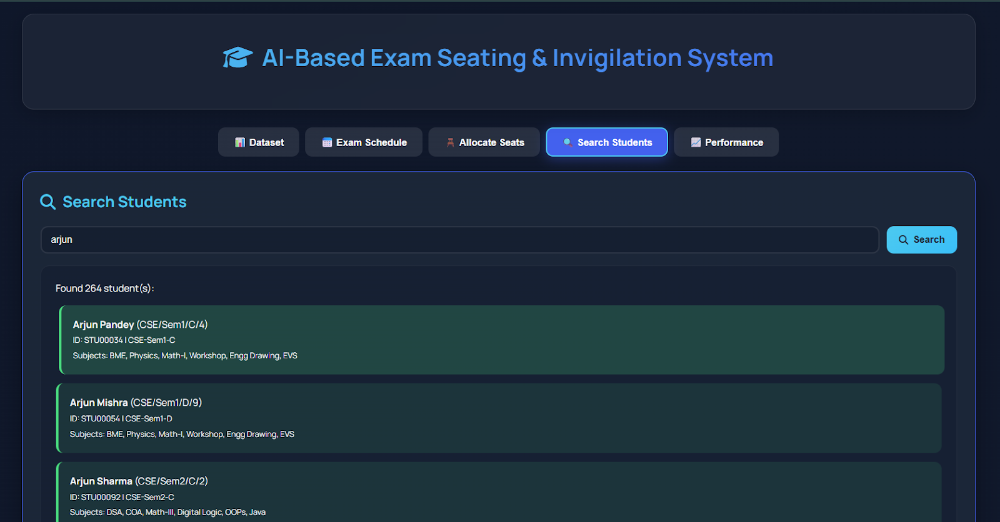 AI-Based Exam Seating & Invigilation System
Dataset
Exam Schedule
Allocate Seats
Search Students
Performance
Search Students
arjun
Search
Found 264 student(s):
Arjun Pandey (CSE/Sem1/C/4)
ID: STU00034 | CSE-Sem1-C
Subjects: BME, Physics, Math-I, Workshop, Engg Drawing, EVS
Arjun Mishra (CSE/Sem1/D/9)
ID: STU00054 | CSE-Sem1-D
Subjects: BME, Physics, Math-I, Workshop, Engg Drawing, EVS
Arjun Sharma (CSE/Sem2/C/2)
ID: STU00092 | CSE-Sem2-C
Subjects: DSA, COA, Math-III, Digital Logic, OOPs, Java